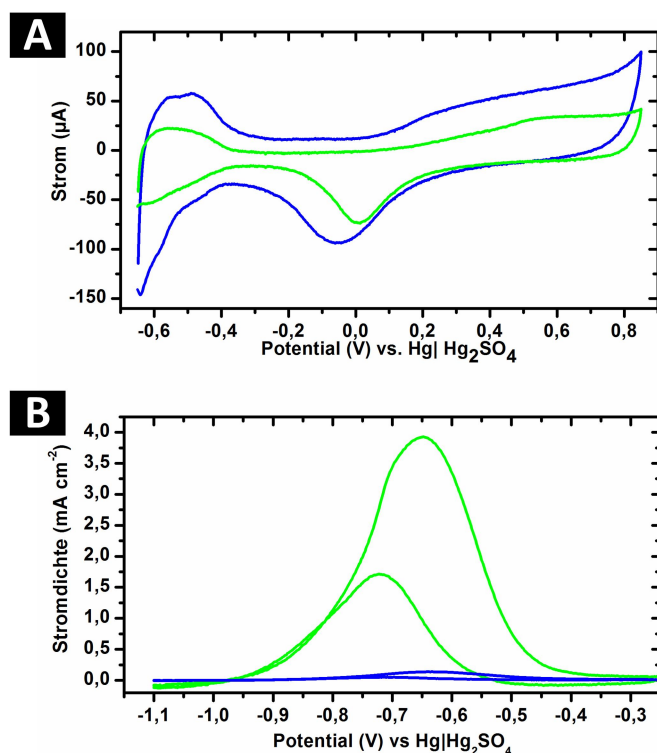 A
Strom (µA)
100
50
0
-50
-100
-150
-0,6 -0,4 -0,2 0,0 0,2 0,4 0,6 0,8
Potential (V) vs. Hg| Hg₂SO₄
B
Stromdichte (mA cm⁻²)
4,0
3,5
3,0
2,5
2,0
1,5
1,0
0,5
0,0
-1,1 -1,0 -0,9 -0,8 -0,7 -0,6 -0,5 -0,4 -0,3
Potential (V) vs Hg|Hg₂SO₄